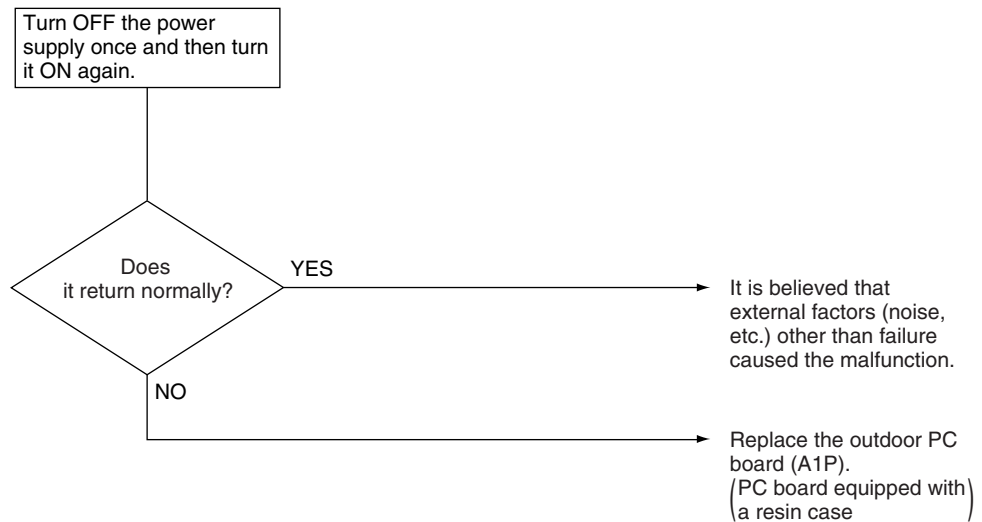 Turn OFF the power
supply once and then turn
it ON again.
Does
it return normally?
YES
It is believed that
external factors (noise,
etc.) other than failure
caused the malfunction.
NO
Replace the outdoor PC
board (A1P).
(PC board equipped with
a resin case)